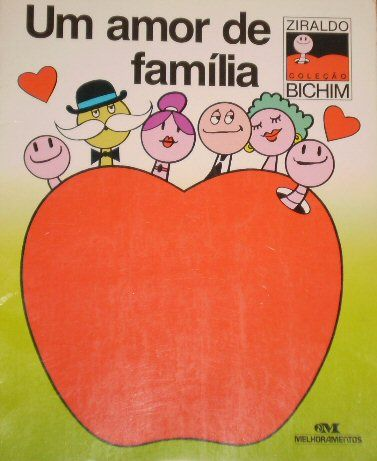 Um amor de
família
ZIRALDO
COLEÇÃO
BICHIM
MELHORAMENTOS